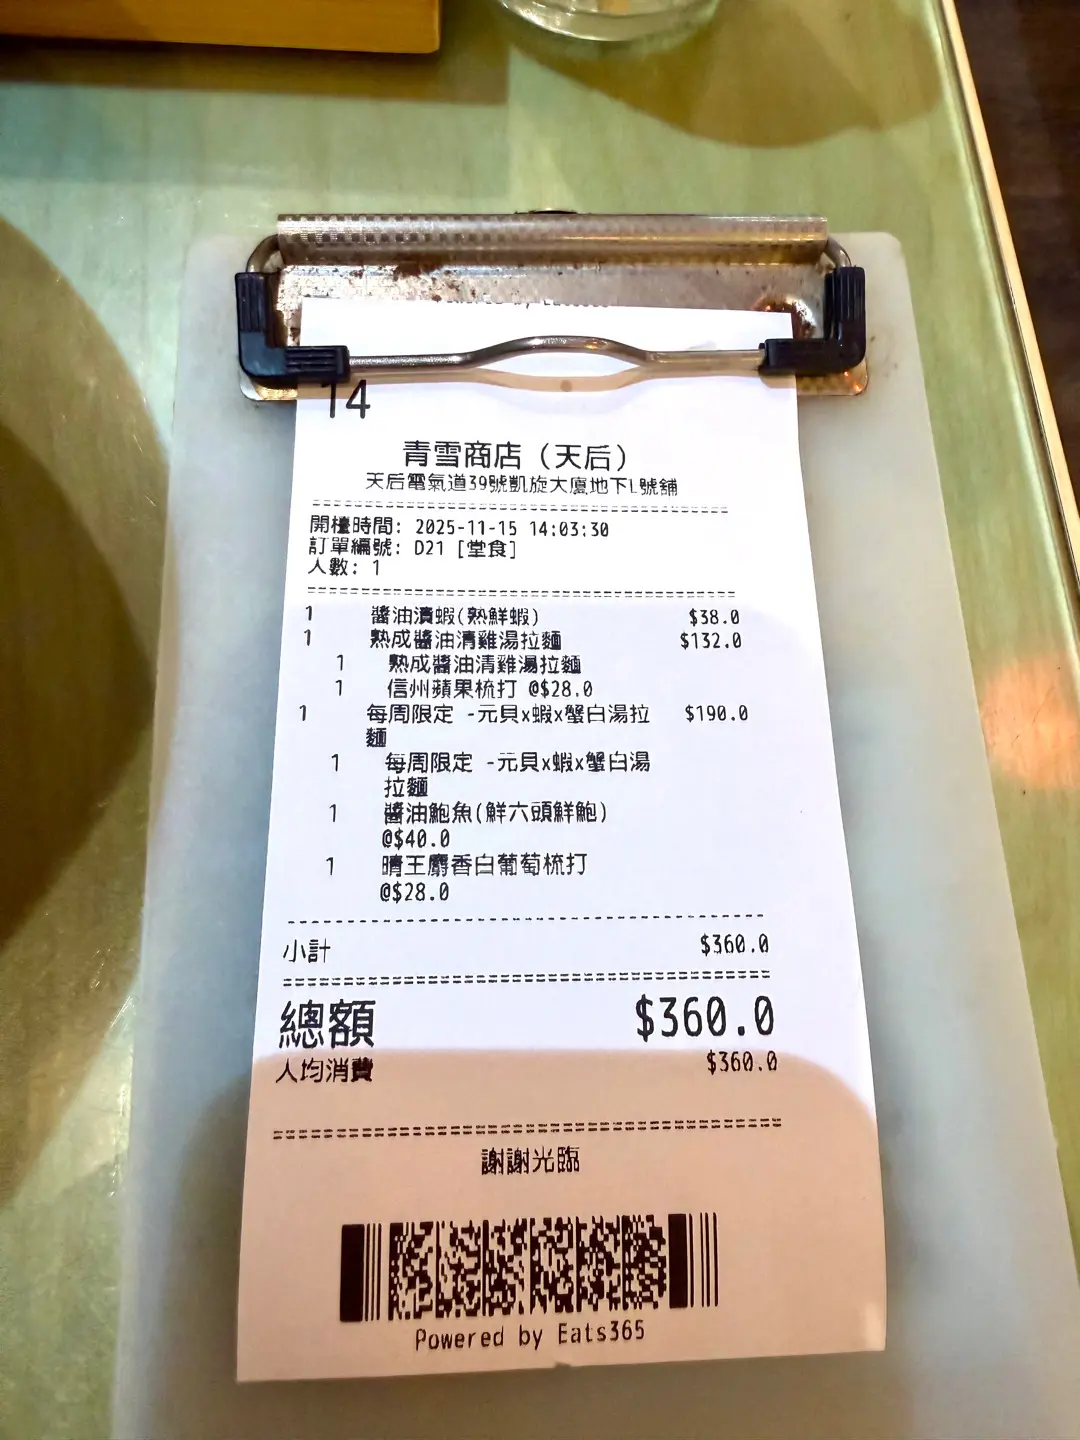 14
青雪商店（天后）
天后電氣道39號凱旋大廈地下L號舖
開檯時間: 2025-11-15 14:03:30
訂單編號: D21 [堂食]
人數: 1
1 醬油漬蝦(熟鮮蝦) $38.0
1 熟成醬油清雞湯拉麵 $132.0
1 熟成醬油清雞湯拉麵
1 信州蘋果梳打 @$28.0
1 每周限定 -元貝x蝦x蟹白湯拉 $190.0
麵
1 每周限定 -元貝x蝦x蟹白湯
拉麵
1 醬油鮑魚(鮮六頭鮮鮑)
@$40.0
1 晴王麝香白葡萄梳打
@$28.0
小計 $360.0
總額 $360.0
人均消費 $360.0
謝謝光臨
Powered by Eats365